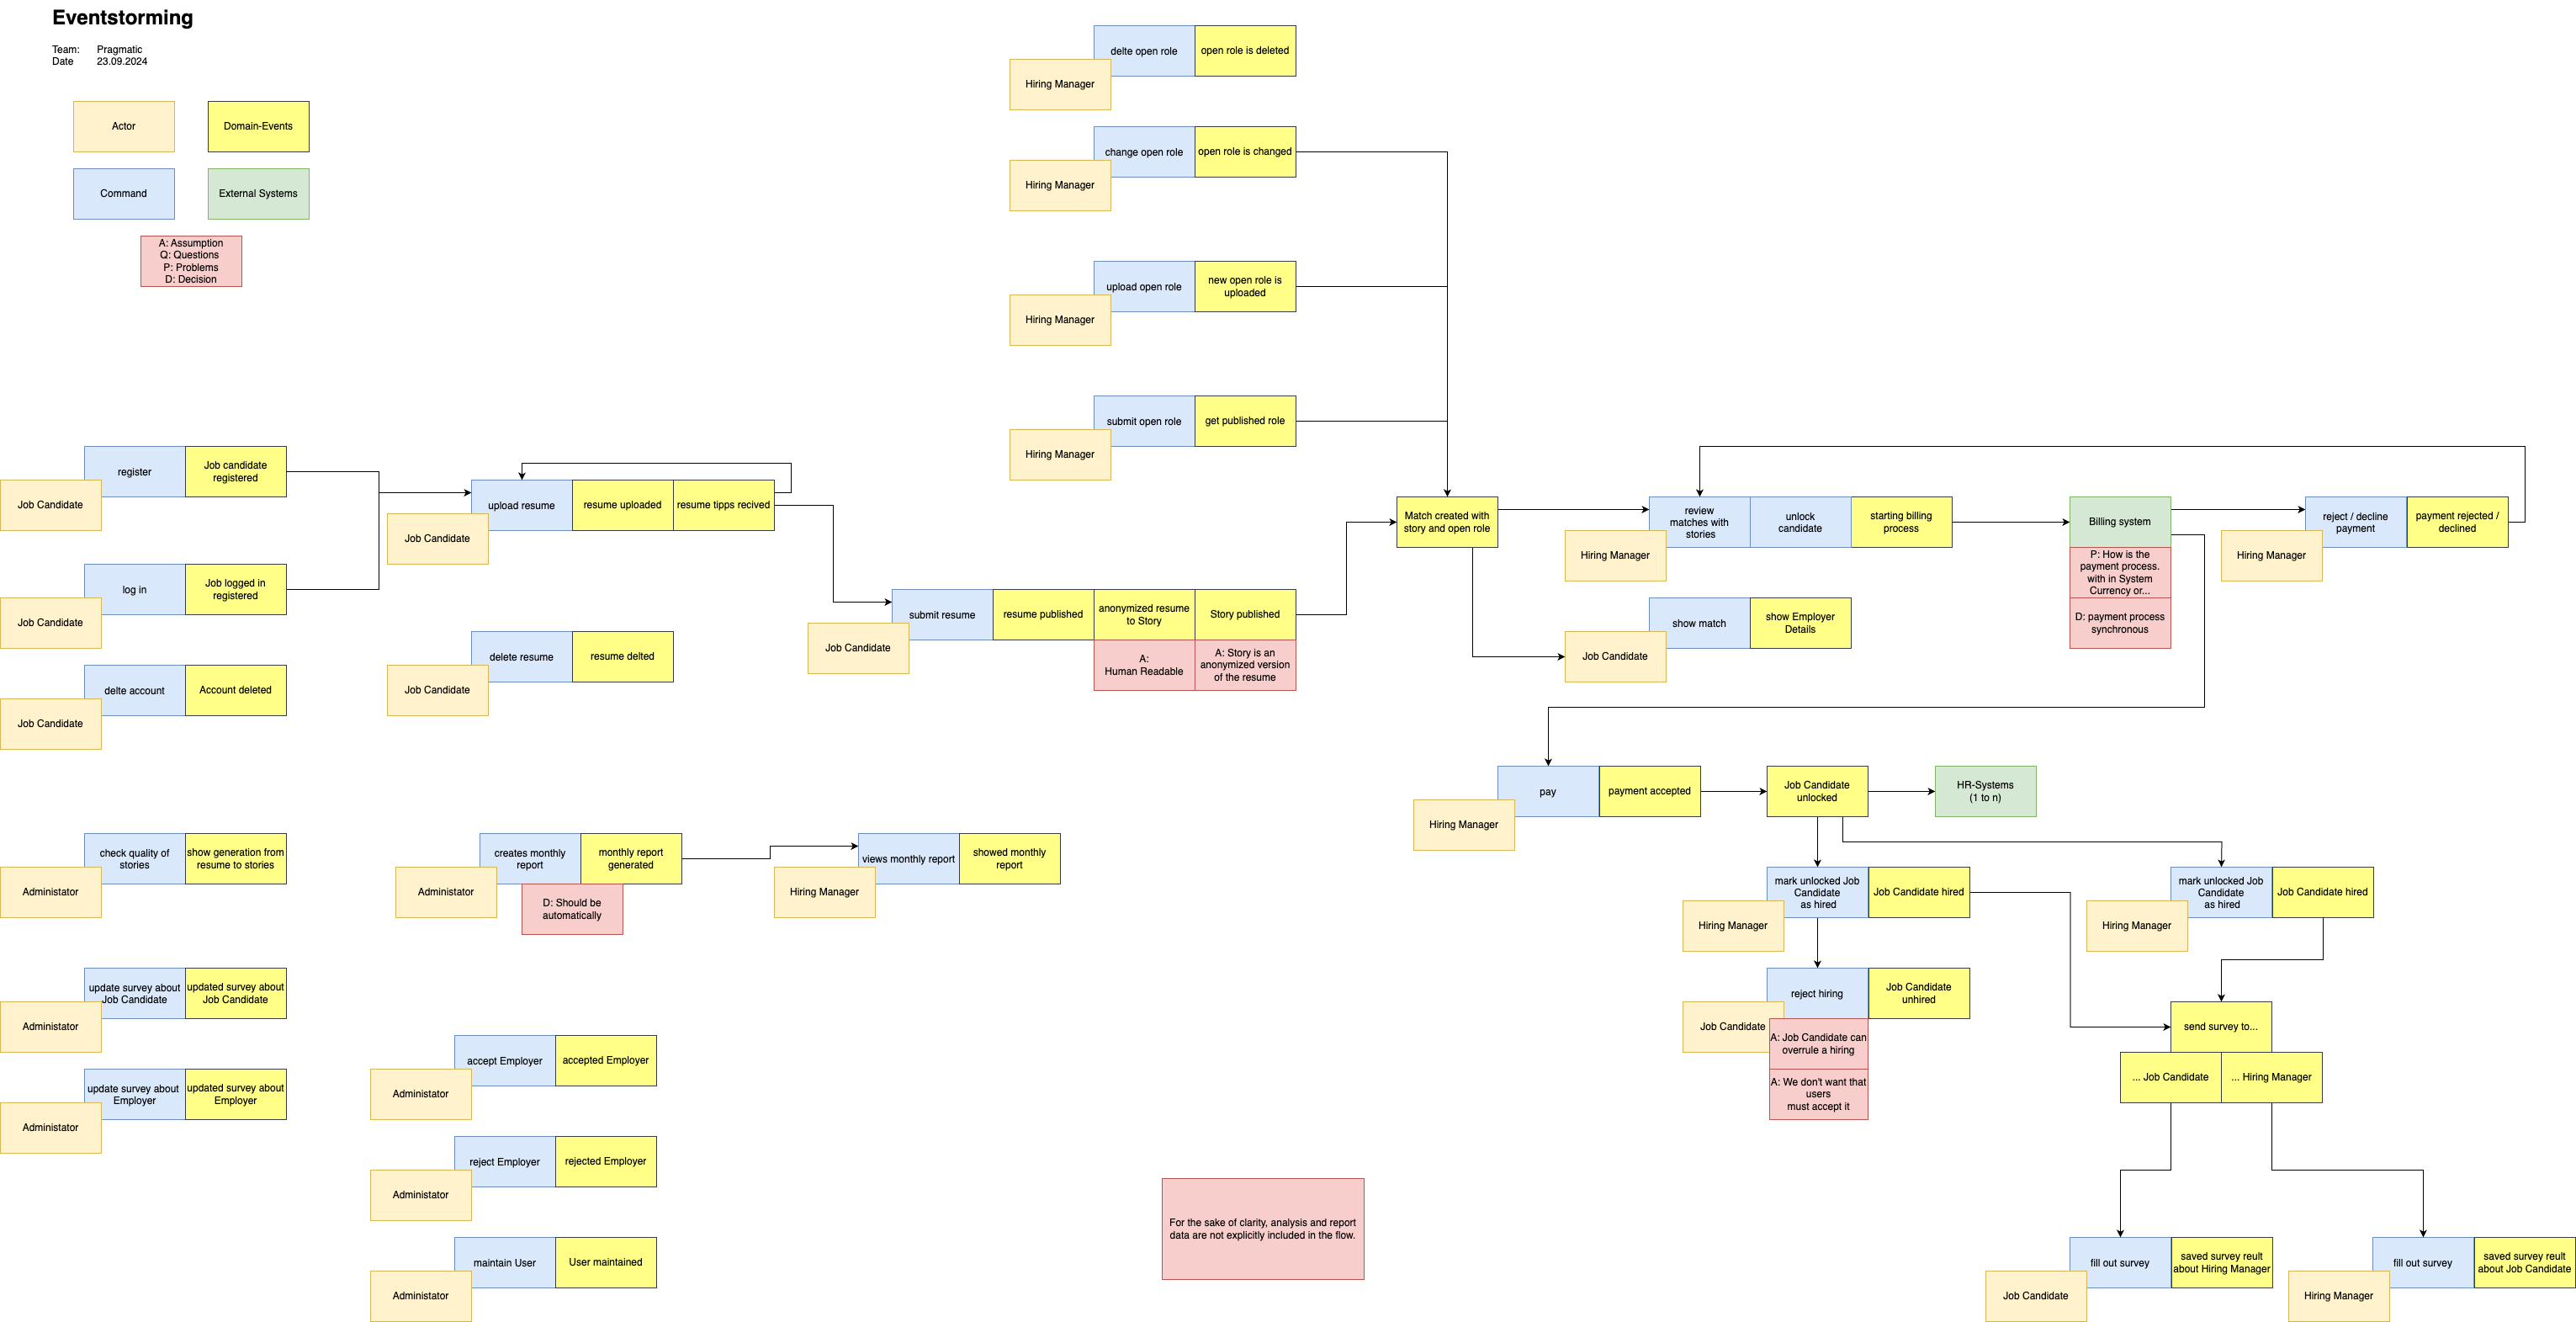 Eventstorming
Team: Pragmatic
Date 23.09.2024
Actor
Domain-Events
Command
External Systems
A: Assumption
Q: Questions
P: Problems
D: Decision
delte open role
open role is deleted
Hiring Manager
change open role
open role is changed
Hiring Manager
upload open role
new open role is
uploaded
Hiring Manager
submit open role
get published role
Hiring Manager
register
Job candidate
registered
Job Candidate
log in
Job logged in
registered
Job Candidate
delte account
Account deleted
Job Candidate
upload resume
resume uploaded
resume tipps recived
Job Candidate
delete resume
resume delted
Job Candidate
submit resume
resume published
anonymized resume
to Story
Story published
Job Candidate
A:
Human Readable
A: Story is an
anonymized version
of the resume
Match created with
story and open role
review
matches with
stories
unlock
candidate
starting billing
process
Hiring Manager
Billing system
P: How is the
payment process.
with in System
Currency or...
D: payment process
synchronous
reject / decline
payment
payment rejected /
declined
Hiring Manager
show match
show Employer
Details
Job Candidate
pay
payment accepted
Hiring Manager
Job Candidate
unlocked
HR-Systems
(1 to n)
mark unlocked Job
Candidate
as hired
Job Candidate hired
Hiring Manager
mark unlocked Job
Candidate
as hired
Job Candidate hired
Hiring Manager
reject hiring
Job Candidate
unhired
Job Candidate
A: Job Candidate can
overrule a hiring
A: We don't want that
users
must accept it
send survey to...
... Job Candidate
... Hiring Manager
fill out survey
saved survey reult
about Hiring Manager
Job Candidate
fill out survey
saved survey reult
about Job Candidate
Hiring Manager
check quality of
stories
show generation from
resume to stories
Administator
creates monthly
report
monthly report
generated
Administator
D: Should be
automatically
views monthly report
showed monthly
report
Hiring Manager
update survey about
Job Candidate
updated survey about
Job Candidate
Administator
update survey about
Employer
updated survey about
Employer
Administator
accept Employer
accepted Employer
Administator
reject Employer
rejected Employer
Administator
maintain User
User maintained
Administator
For the sake of clarity, analysis and report
data are not explicitly included in the flow.